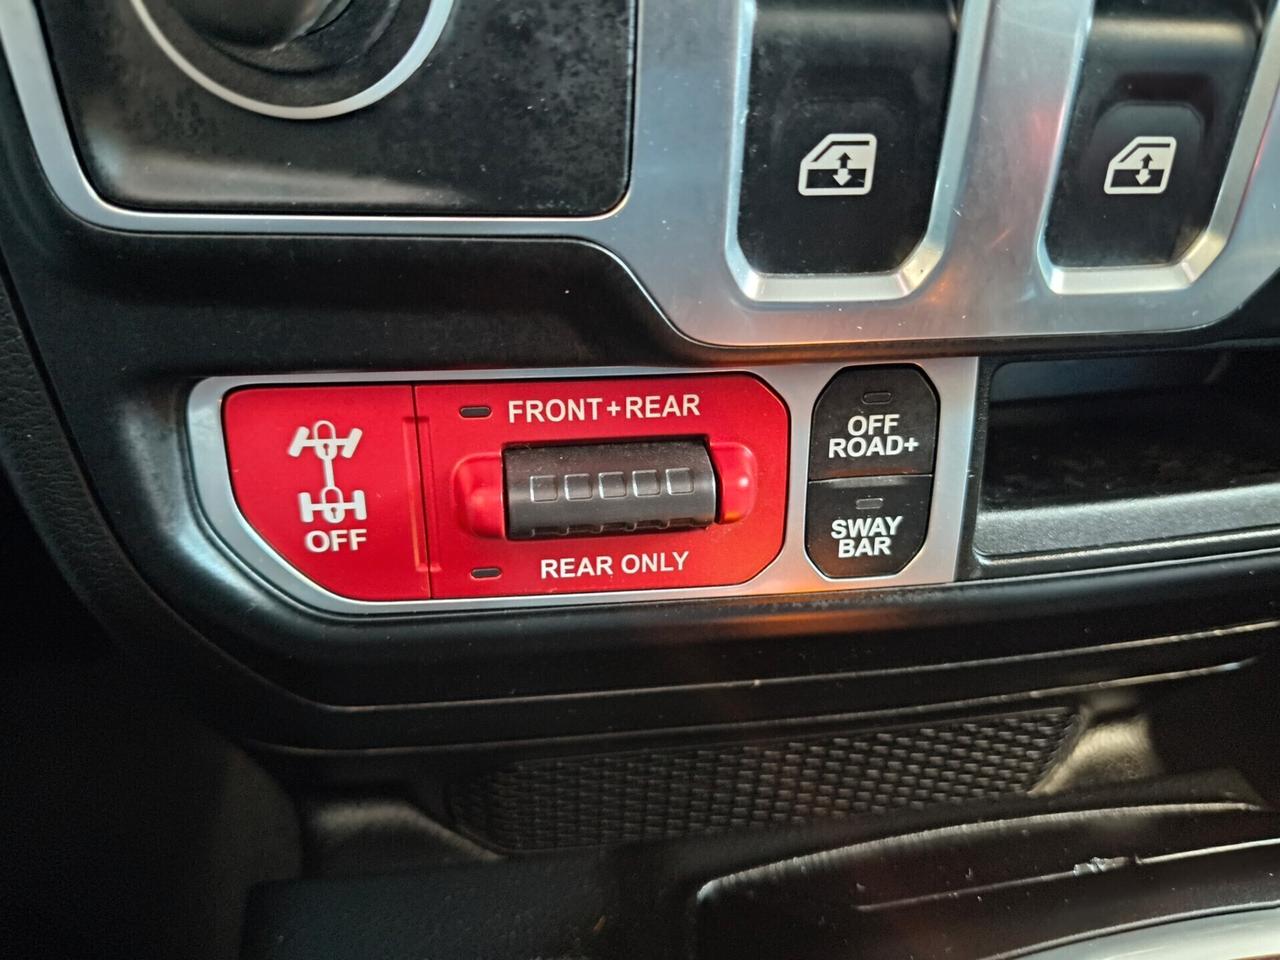 FRONT+REAR
OFF
REAR ONLY
OFF
ROAD+
SWAY
BAR